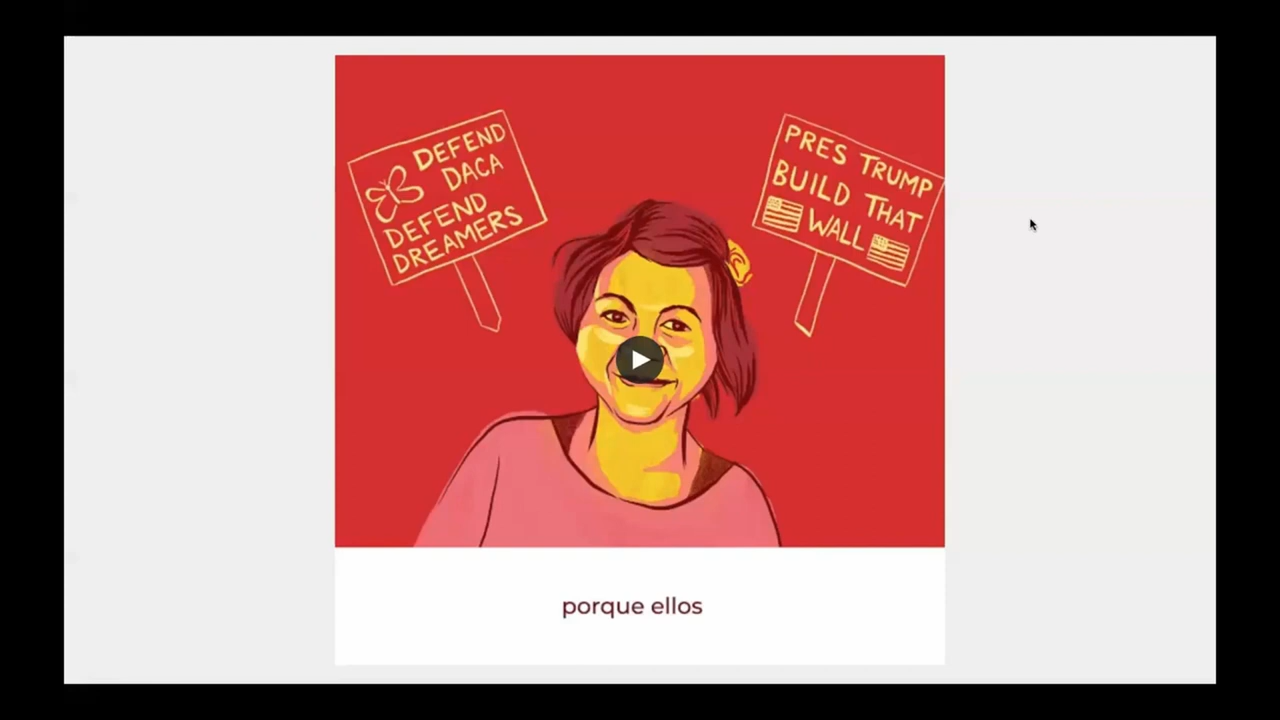 DEFEND
DACA
DEFEND
DREAMERS
PRES TRUMP
BUILD THAT
WALL
porque ellos